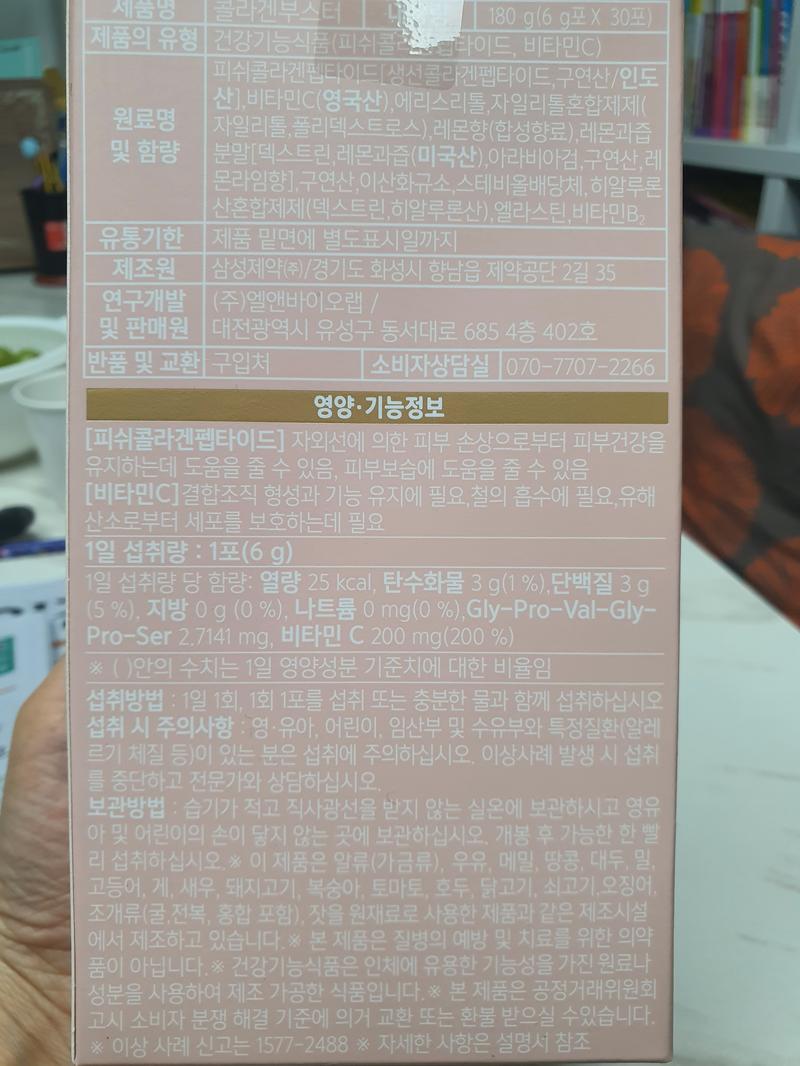 제품명 콜라겐부스터 180 g(6 g포 X 30포)
제품의 유형 건강기능식품(피쉬콜라겐펩타이드, 비타민C)
원료명 및 함량
피쉬콜라겐펩타이드[생선콜라겐펩타이드,구연산/인도
산],비타민C(영국산),에리스리톨,자일리톨혼합제제(
자일리톨,폴리덱스트로스),레몬향(합성향료),레몬과즙
분말[덱스트린,레몬과즙(미국산),아라비아검,구연산,레
몬라임향],구연산,이산화규소,스테비올배당체,히알루론
산혼합제제(덱스트린,히알루론산),엘라스틴,비타민B₂
유통기한 제품 밑면에 별도표시일까지
제조원 삼성제약㈜/경기도 화성시 향남읍 제약공단 2길 35
연구개발 및 판매원
(주)엘앤바이오랩 /
대전광역시 유성구 동서대로 685 4층 402호
반품 및 교환 구입처 소비자상담실 070-7707-2266
영양·기능정보
[피쉬콜라겐펩타이드] 자외선에 의한 피부 손상으로부터 피부건강을
유지하는데 도움을 줄 수 있음, 피부보습에 도움을 줄 수 있음
[비타민C]결합조직 형성과 기능 유지에 필요,철의 흡수에 필요,유해
산소로부터 세포를 보호하는데 필요
1일 섭취량 : 1포(6 g)
1일 섭취량 당 함량: 열량 25 kcal, 탄수화물 3 g(1 %),단백질 3 g
(5 %), 지방 0 g (0 %), 나트륨 0 mg(0 %),Gly-Pro-Val-Gly-
Pro-Ser 2.7141 mg, 비타민 C 200 mg(200 %)
※ ( )안의 수치는 1일 영양성분 기준치에 대한 비율임
섭취방법 : 1일 1회, 1회 1포를 섭취 또는 충분한 물과 함께 섭취하십시오
섭취 시 주의사항 : 영·유아, 어린이, 임산부 및 수유부와 특정질환(알레
르기 체질 등)이 있는 분은 섭취에 주의하십시오. 이상사례 발생 시 섭취
를 중단하고 전문가와 상담하십시오.
보관방법 : 습기가 적고 직사광선을 받지 않는 실온에 보관하시고 영유
아 및 어린이의 손이 닿지 않는 곳에 보관하십시오. 개봉 후 가능한 한 빨
리 섭취하십시오.※ 이 제품은 알류(가금류), 우유, 메밀, 땅콩, 대두, 밀,
고등어, 게, 새우, 돼지고기, 복숭아, 토마토, 호두, 닭고기, 쇠고기,오징어,
조개류(굴,전복, 홍합 포함), 잣을 원재료로 사용한 제품과 같은 제조시설
에서 제조하고 있습니다.※ 본 제품은 질병의 예방 및 치료를 위한 의약
품이 아닙니다.※ 건강기능식품은 인체에 유용한 기능성을 가진 원료나
성분을 사용하여 제조 가공한 식품입니다.※ 본 제품은 공정거래위원회
고시 소비자 분쟁 해결 기준에 의거 교환 또는 환불 받으실 수있습니다.
※ 이상 사례 신고는 1577-2488 ※ 자세한 사항은 설명서 참조